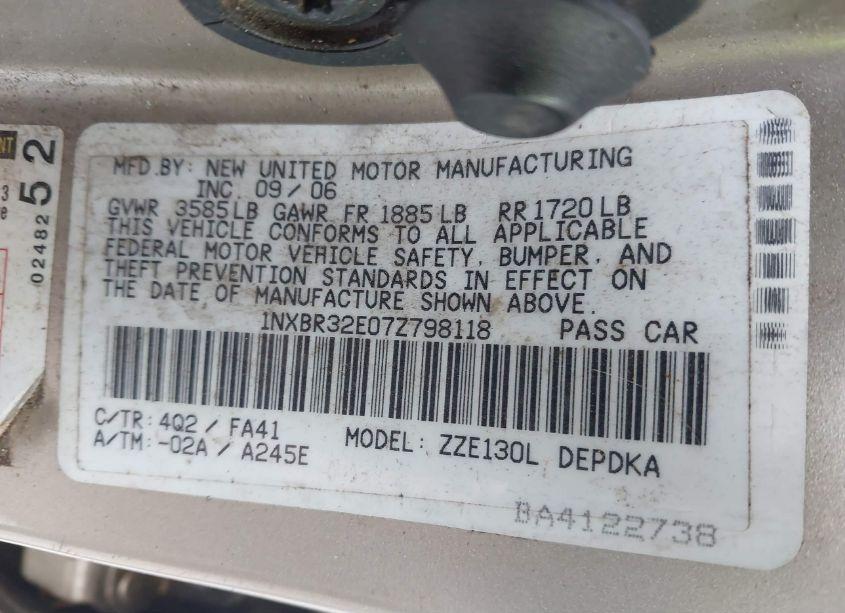 MFD.BY: NEW UNITED MOTOR MANUFACTURING
INC. 09/06
GVWR 3585LB GAWR FR 1885LB RR1720LB
THIS VEHICLE CONFORMS TO ALL APPLICABLE
FEDERAL MOTOR VEHICLE SAFETY, BUMPER, AND
THEFT PREVENTION STANDARDS IN EFFECT ON
THE DATE OF MANUFACTURE SHOWN ABOVE.
1NXBR32E07Z798118 PASS CAR
C/TR: 4Q2 / FA41
A/TM: -02A / A245E
MODEL: ZZE130L DEPDKA
BA4122738
02482
52